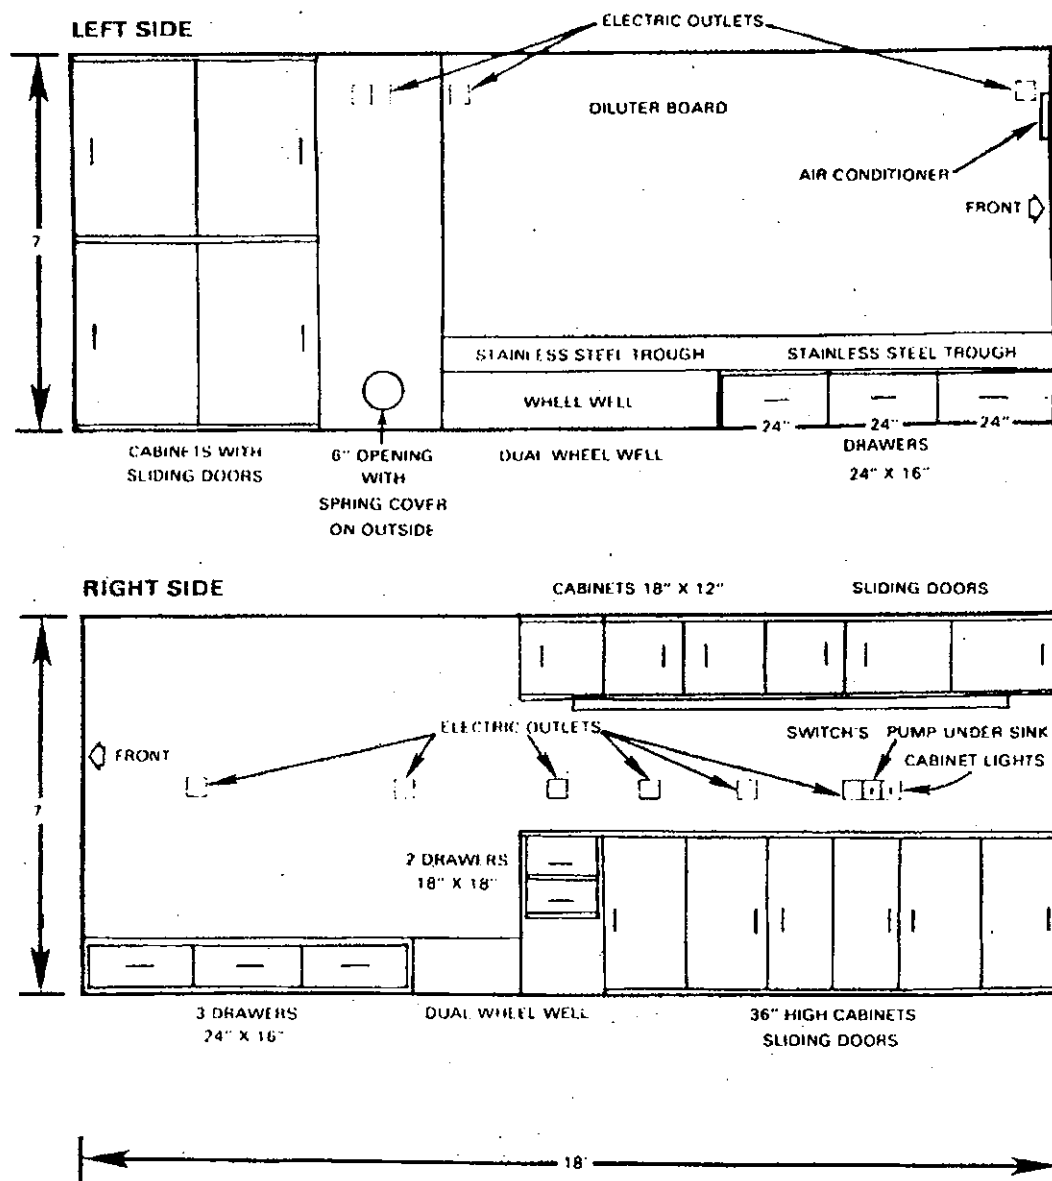 LEFT SIDE
ELECTRIC OUTLETS
DILUTER BOARD
AIR CONDITIONER
FRONT
7
STAINLESS STEEL TROUGH
STAINLESS STEEL TROUGH
WHEEL WELL
24" 24" 24"
CABINETS WITH
SLIDING DOORS
6" OPENING
WITH
SPRING COVER
ON OUTSIDE
DUAL WHEEL WELL
DRAWERS
24" X 16"
RIGHT SIDE
CABINETS 18" X 12"
SLIDING DOORS
ELECTRIC OUTLETS
SWITCH'S
PUMP UNDER SINK
CABINET LIGHTS
FRONT
7
2 DRAWERS
18" X 18"
3 DRAWERS
24" X 16"
DUAL WHEEL WELL
36" HIGH CABINETS
SLIDING DOORS
18'